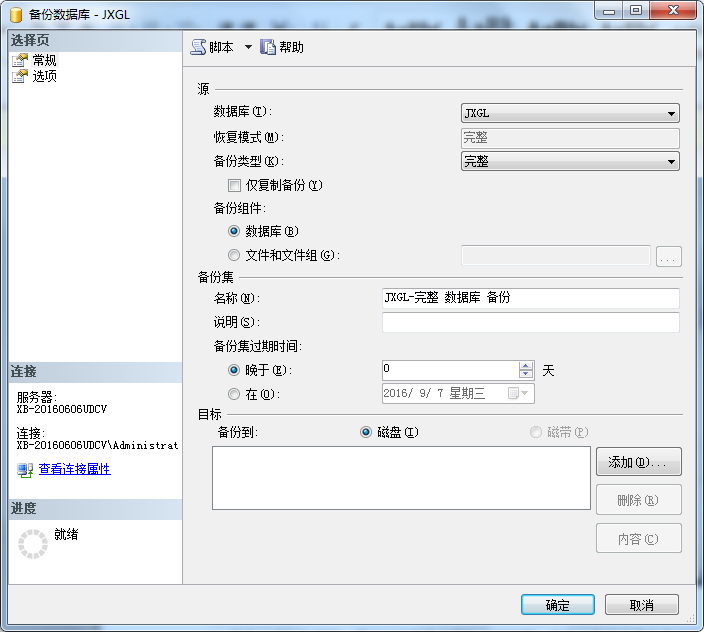 备份数据库 - JXGL
选择页
常规
选项
脚本
帮助
源
数据库(T):
JXGL
恢复模式(M):
完整
备份类型(K):
完整
仅复制备份(Y)
备份组件:
数据库(B)
文件和文件组(G):
...
备份集
名称(N):
JXGL-完整 数据库 备份
说明(S):
备份集过期时间:
晚于(E):
0
天
在(O):
2016/ 9/ 7 星期三
目标
备份到:
磁盘(I)
磁带(P)
添加(D)...
删除(R)
内容(C)
连接
服务器:
XB-20160606UDCV
连接:
XB-20160606UDCV\Administrat
查看连接属性
进度
就绪
确定
取消